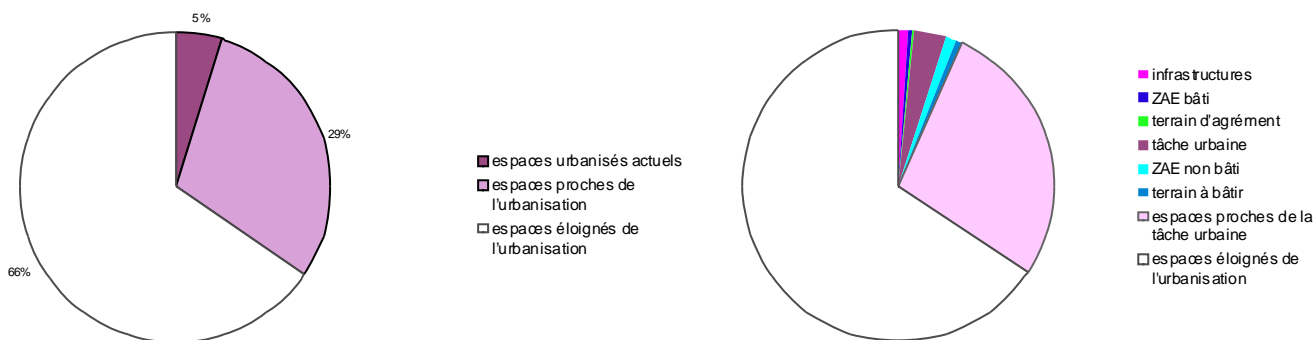 5%
29%
66%
espaces urbanisés actuels
espaces proches de
l'urbanisation
espaces éloignés de
l'urbanisation
infrastructures
ZAE bâti
terrain d'agrément
tâche urbaine
ZAE non bâti
terrain à bâtir
espaces proches de la
tâche urbaine
espaces éloignés de
l'urbanisation